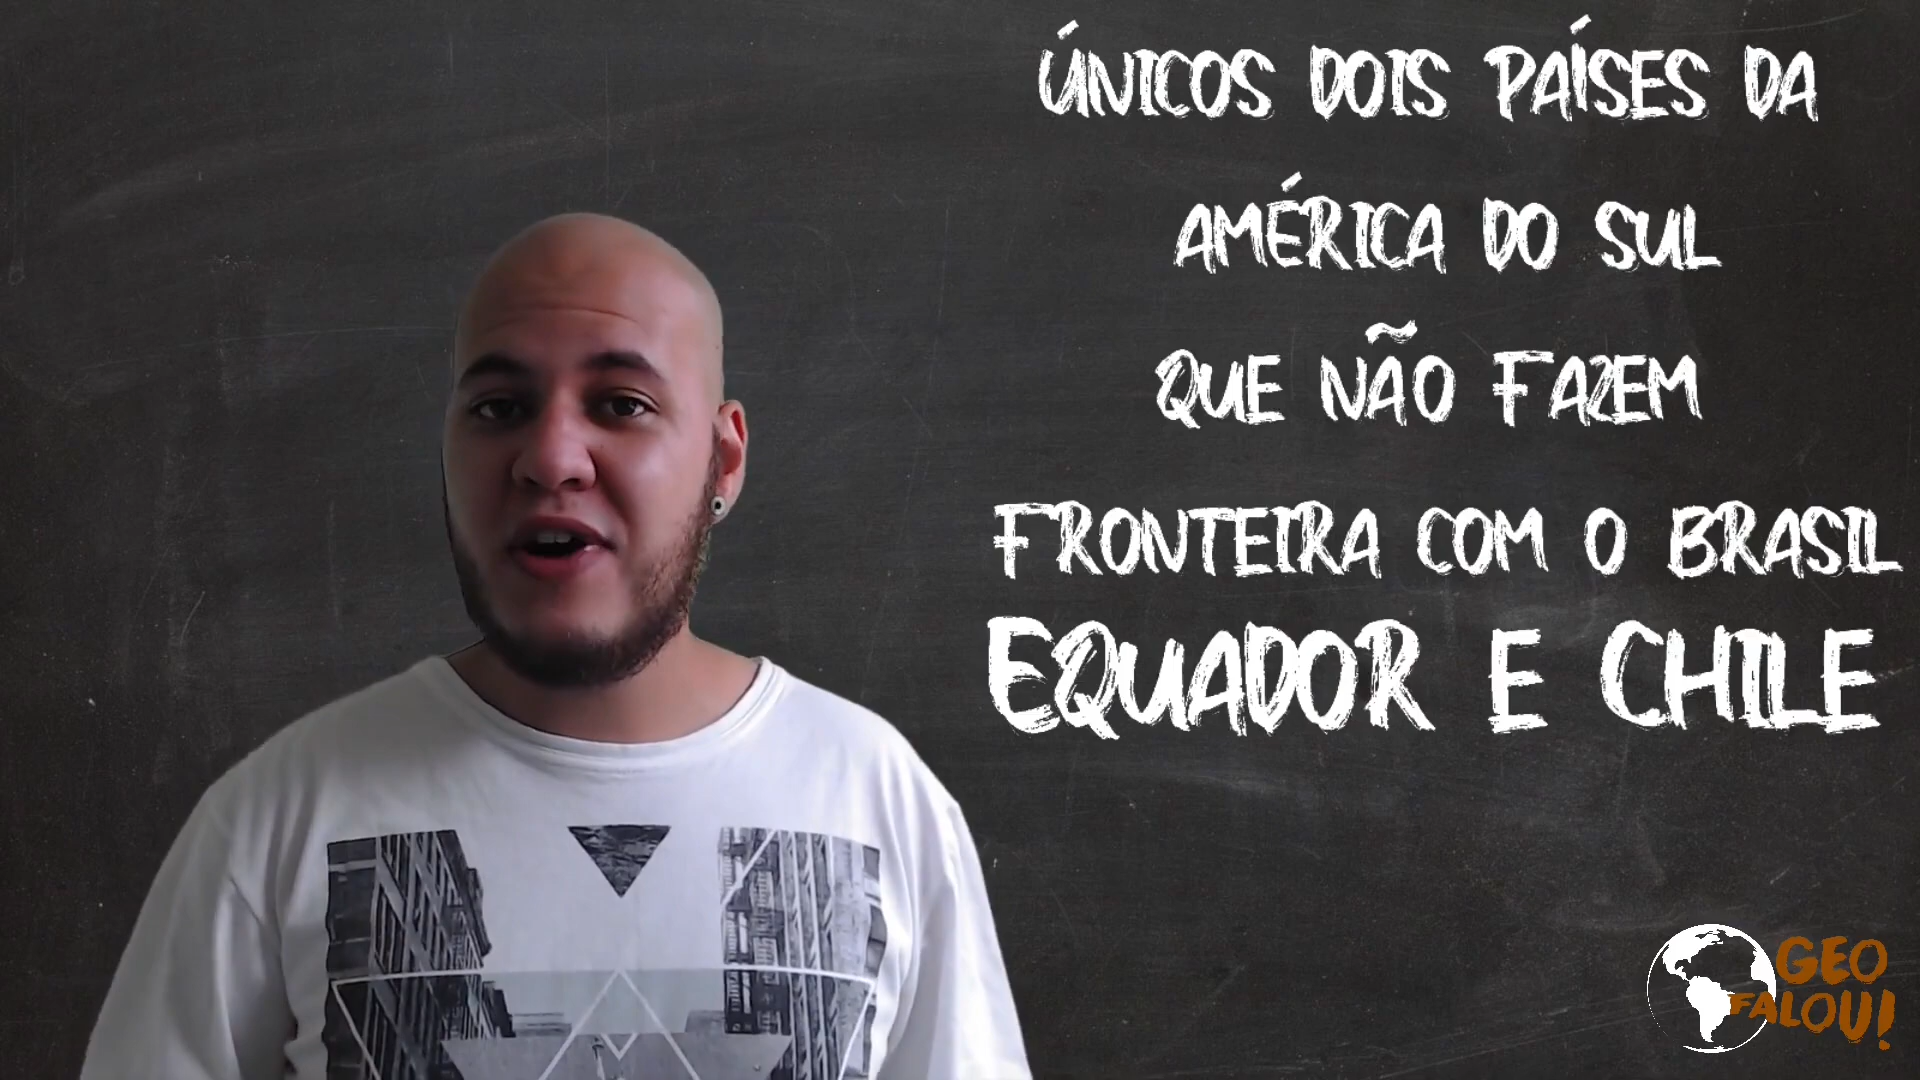 ÚNICOS DOIS PAÍSES DA
AMÉRICA DO SUL
QUE NÃO FAZEM
FRONTEIRA COM O BRASIL
EQUADOR E CHILE
GEO
FALOU!